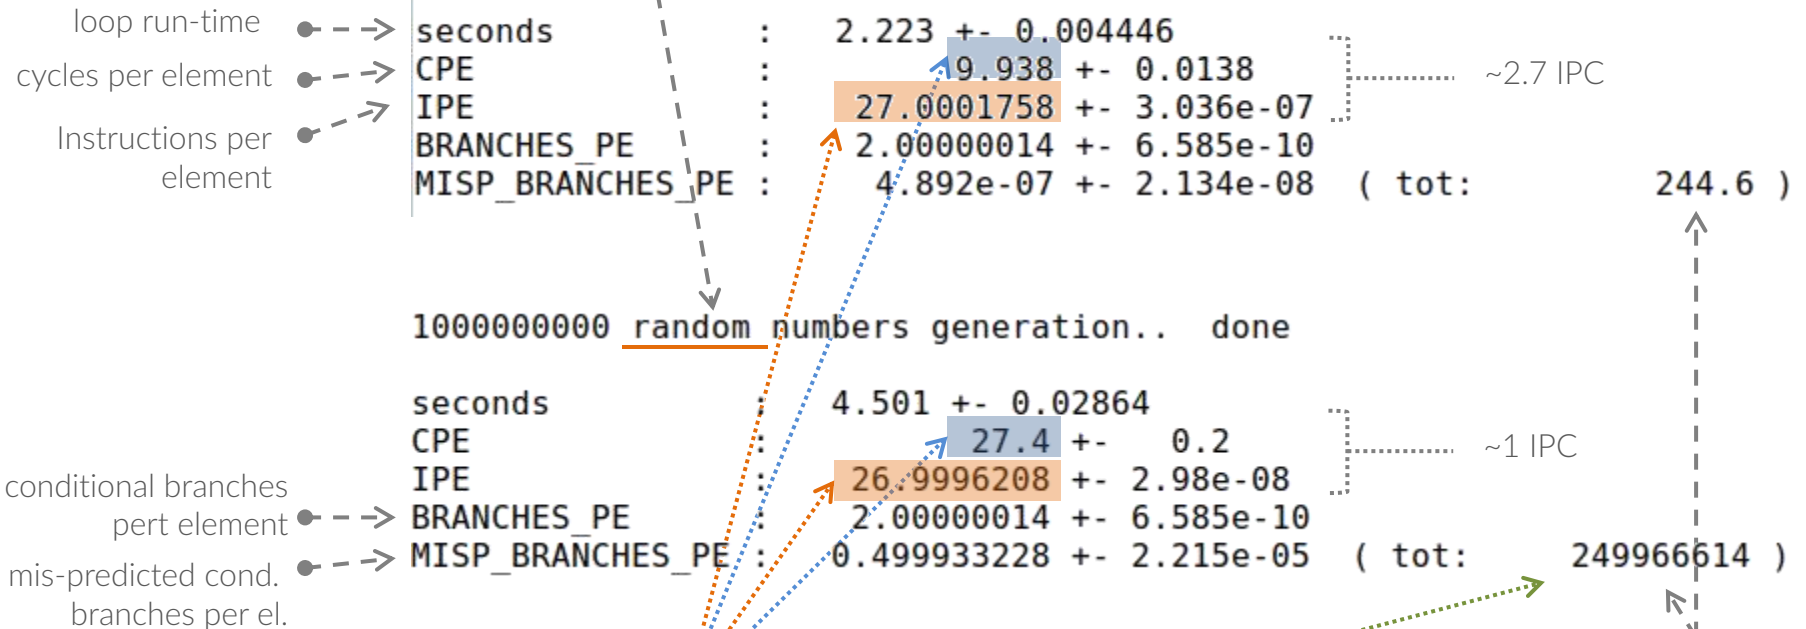 loop run-time
seconds : 2.223 +- 0.004446
cycles per element
CPE : 9.938 +- 0.0138
~2.7 IPC
IPE : 27.0001758 +- 3.036e-07
Instructions per
element
BRANCHES_PE : 2.00000014 +- 6.585e-10
MISP_BRANCHES_PE : 4.892e-07 +- 2.134e-08 ( tot: 244.6 )
1000000000 random numbers generation.. done
seconds : 4.501 +- 0.02864
CPE : 27.4 +- 0.2
~1 IPC
IPE : 26.9996208 +- 2.98e-08
conditional branches
pert element
BRANCHES_PE : 2.00000014 +- 6.585e-10
MISP_BRANCHES_PE : 0.499933228 +- 2.215e-05 ( tot: 249966614 )
mis-predicted cond.
branches per el.